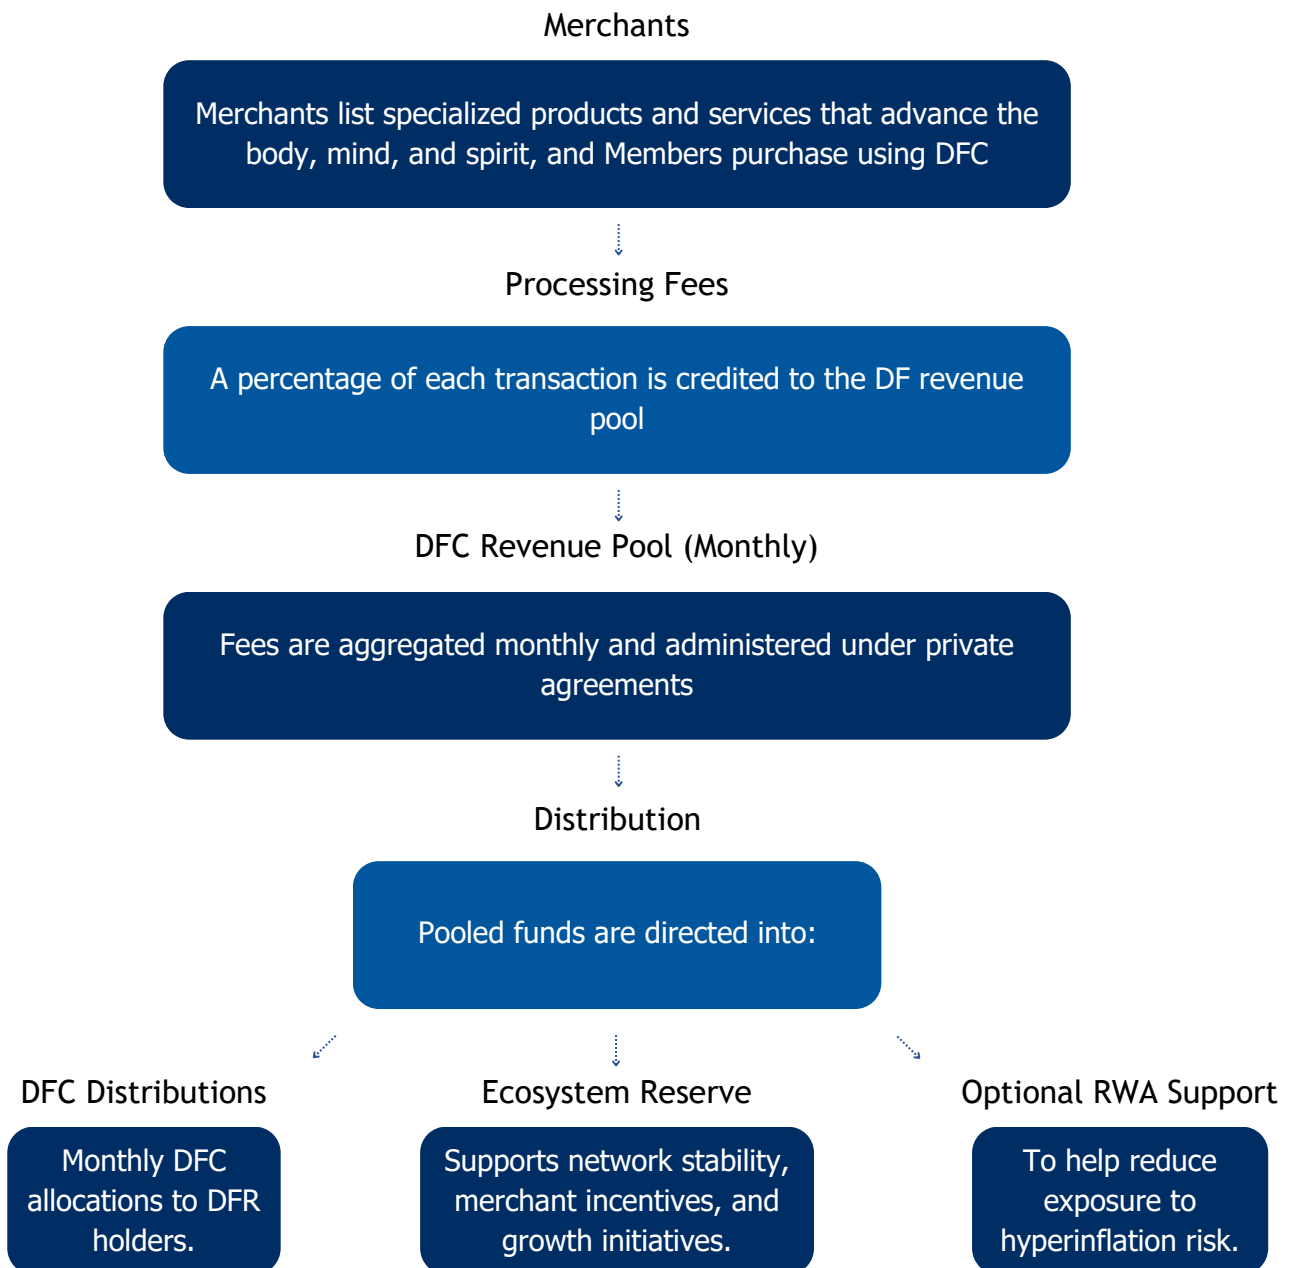 Merchants
Merchants list specialized products and services that advance the
body, mind, and spirit, and Members purchase using DFC
Processing Fees
A percentage of each transaction is credited to the DF revenue
pool
DFC Revenue Pool (Monthly)
Fees are aggregated monthly and administered under private
agreements
Distribution
Pooled funds are directed into:
DFC Distributions
Monthly DFC
allocations to DFR
holders.
Ecosystem Reserve
Supports network stability,
merchant incentives, and
growth initiatives.
Optional RWA Support
To help reduce
exposure to
hyperinflation risk.